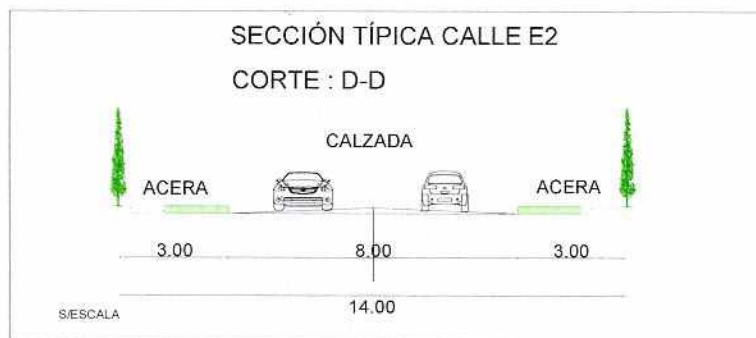 SECCIÓN TÍPICA CALLE E2
CORTE : D-D
CALZADA
ACERA
ACERA
3.00
8.00
3.00
14.00
S/ESCALA